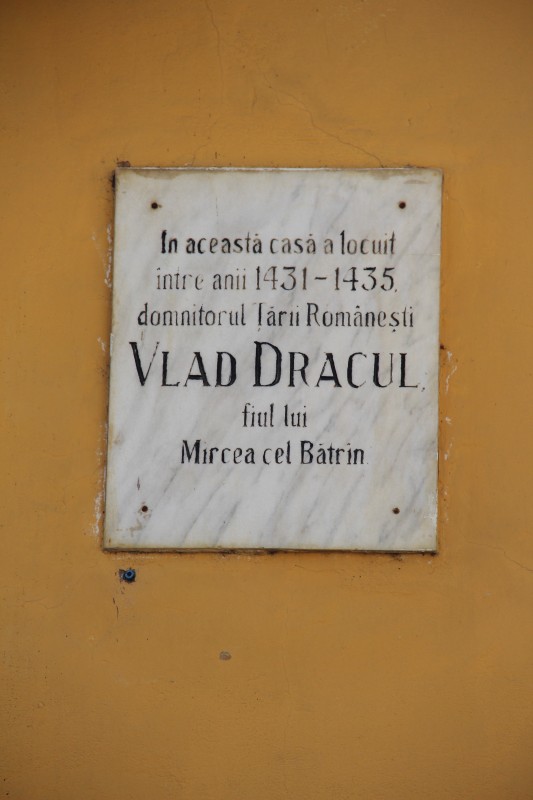 In această casă a locuit
între anii 1431-1435,
domnitorul Țării Românești
VLAD DRACUL,
fiul lui
Mircea cel Bătrîn